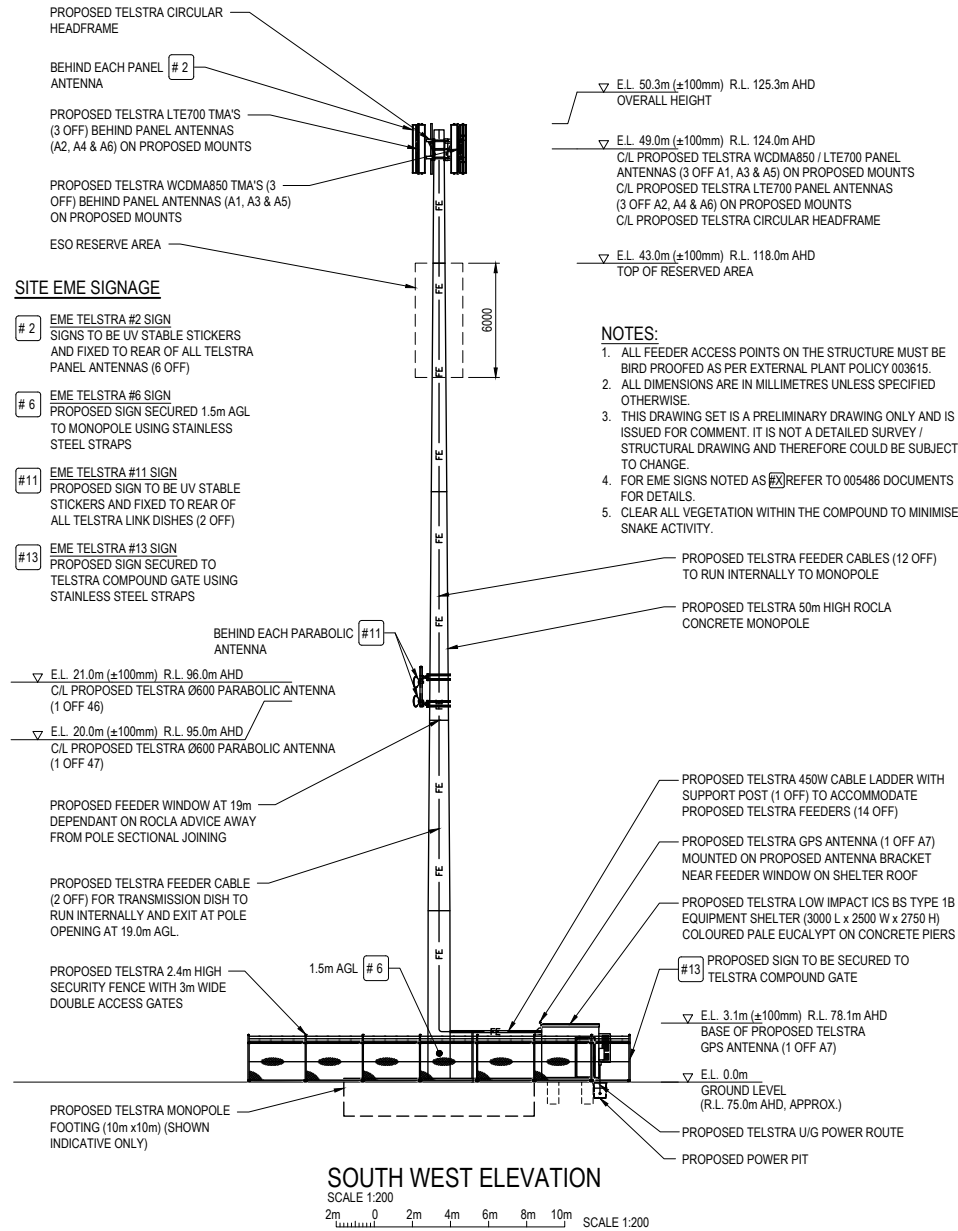 PROPOSED TELSTRA CIRCULAR
HEADFRAME
BEHIND EACH PANEL # 2
ANTENNA
PROPOSED TELSTRA LTE700 TMA'S
(3 OFF) BEHIND PANEL ANTENNAS
(A2, A4 & A6) ON PROPOSED MOUNTS
PROPOSED TELSTRA WCDMA850 TMA'S (3
OFF) BEHIND PANEL ANTENNAS (A1, A3 & A5)
ON PROPOSED MOUNTS
ESO RESERVE AREA
E.L. 50.3m (±100mm) R.L. 125.3m AHD
OVERALL HEIGHT
E.L. 49.0m (±100mm) R.L. 124.0m AHD
C/L PROPOSED TELSTRA WCDMA850 / LTE700 PANEL
ANTENNAS (3 OFF A1, A3 & A5) ON PROPOSED MOUNTS
C/L PROPOSED TELSTRA LTE700 PANEL ANTENNAS
(3 OFF A2, A4 & A6) ON PROPOSED MOUNTS
C/L PROPOSED TELSTRA CIRCULAR HEADFRAME
E.L. 43.0m (±100mm) R.L. 118.0m AHD
TOP OF RESERVED AREA
SITE EME SIGNAGE
# 2 EME TELSTRA #2 SIGN
SIGNS TO BE UV STABLE STICKERS
AND FIXED TO REAR OF ALL TELSTRA
PANEL ANTENNAS (6 OFF)
# 6 EME TELSTRA #6 SIGN
PROPOSED SIGN SECURED 1.5m AGL
TO MONOPOLE USING STAINLESS
STEEL STRAPS
#11 EME TELSTRA #11 SIGN
PROPOSED SIGN TO BE UV STABLE
STICKERS AND FIXED TO REAR OF
ALL TELSTRA LINK DISHES (2 OFF)
#13 EME TELSTRA #13 SIGN
PROPOSED SIGN SECURED TO
TELSTRA COMPOUND GATE USING
STAINLESS STEEL STRAPS
FE
FE
6000
FE
FE
FE
FE
FE
FE
FE
FE
NOTES:
1. ALL FEEDER ACCESS POINTS ON THE STRUCTURE MUST BE
BIRD PROOFED AS PER EXTERNAL PLANT POLICY 003615.
2. ALL DIMENSIONS ARE IN MILLIMETRES UNLESS SPECIFIED
OTHERWISE.
3. THIS DRAWING SET IS A PRELIMINARY DRAWING ONLY AND IS
ISSUED FOR COMMENT. IT IS NOT A DETAILED SURVEY /
STRUCTURAL DRAWING AND THEREFORE COULD BE SUBJECT
TO CHANGE.
4. FOR EME SIGNS NOTED AS #X REFER TO 005486 DOCUMENTS
FOR DETAILS.
5. CLEAR ALL VEGETATION WITHIN THE COMPOUND TO MINIMISE
SNAKE ACTIVITY.
PROPOSED TELSTRA FEEDER CABLES (12 OFF)
TO RUN INTERNALLY TO MONOPOLE
PROPOSED TELSTRA 50m HIGH ROCLA
CONCRETE MONOPOLE
BEHIND EACH PARABOLIC #11
ANTENNA
E.L. 21.0m (±100mm) R.L. 96.0m AHD
C/L PROPOSED TELSTRA Ø600 PARABOLIC ANTENNA
(1 OFF 46)
E.L. 20.0m (±100mm) R.L. 95.0m AHD
C/L PROPOSED TELSTRA Ø600 PARABOLIC ANTENNA
(1 OFF 47)
PROPOSED FEEDER WINDOW AT 19m
DEPENDANT ON ROCLA ADVICE AWAY
FROM POLE SECTIONAL JOINING
PROPOSED TELSTRA FEEDER CABLE
(2 OFF) FOR TRANSMISSION DISH TO
RUN INTERNALLY AND EXIT AT POLE
OPENING AT 19.0m AGL.
PROPOSED TELSTRA 2.4m HIGH
SECURITY FENCE WITH 3m WIDE
DOUBLE ACCESS GATES
1.5m AGL # 6
PROPOSED TELSTRA 450W CABLE LADDER WITH
SUPPORT POST (1 OFF) TO ACCOMMODATE
PROPOSED TELSTRA FEEDERS (14 OFF)
PROPOSED TELSTRA GPS ANTENNA (1 OFF A7)
MOUNTED ON PROPOSED ANTENNA BRACKET
NEAR FEEDER WINDOW ON SHELTER ROOF
PROPOSED TELSTRA LOW IMPACT ICS BS TYPE 1B
EQUIPMENT SHELTER (3000 L x 2500 W x 2750 H)
COLOURED PALE EUCALYPT ON CONCRETE PIERS
#13 PROPOSED SIGN TO BE SECURED TO
TELSTRA COMPOUND GATE
E.L. 3.1m (±100mm) R.L. 78.1m AHD
BASE OF PROPOSED TELSTRA
GPS ANTENNA (1 OFF A7)
E.L. 0.0m
GROUND LEVEL
(R.L. 75.0m AHD, APPROX.)
PROPOSED TELSTRA MONOPOLE
FOOTING (10m x10m) (SHOWN
INDICATIVE ONLY)
PROPOSED TELSTRA U/G POWER ROUTE
PROPOSED POWER PIT
SOUTH WEST ELEVATION
SCALE 1:200
2m 0 2m 4m 6m 8m 10m SCALE 1:200